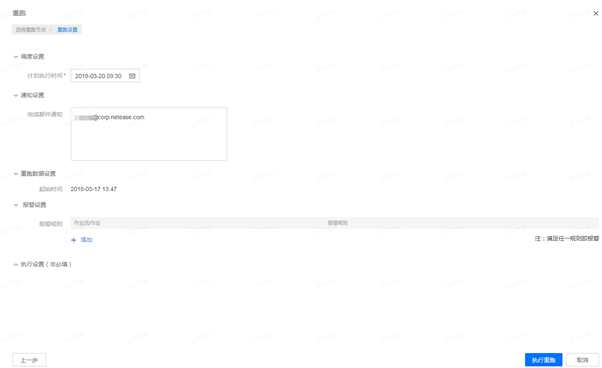 重跑
选择重跑节点 > 重跑设置
调度设置
计划执行时间* 2018-03-20 09:30
通知设置
完成邮件通知 @corp.netease.com
重跑数据设置
起始时间 2018-03-17 13:47
报警设置
报警规则 作业流/作业 报警规则
+ 添加 注：满足任一规则即报警
执行设置（非必填）
上一步 执行重跑 取消